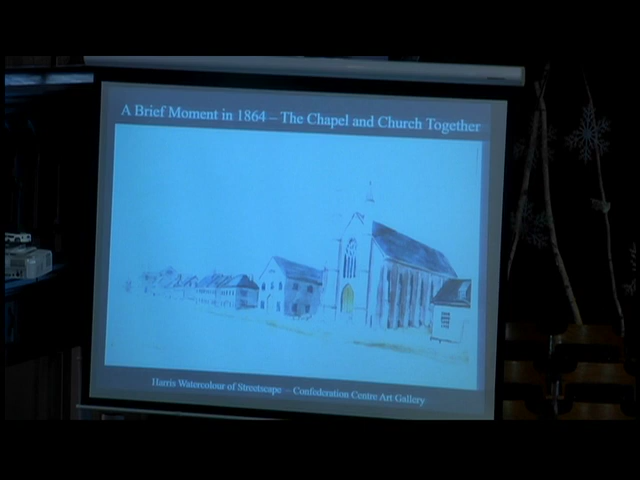 A Brief Moment in 1864 – The Chapel and Church Together
Harris Watercolour of Streetscape – Confederation Centre Art Gallery